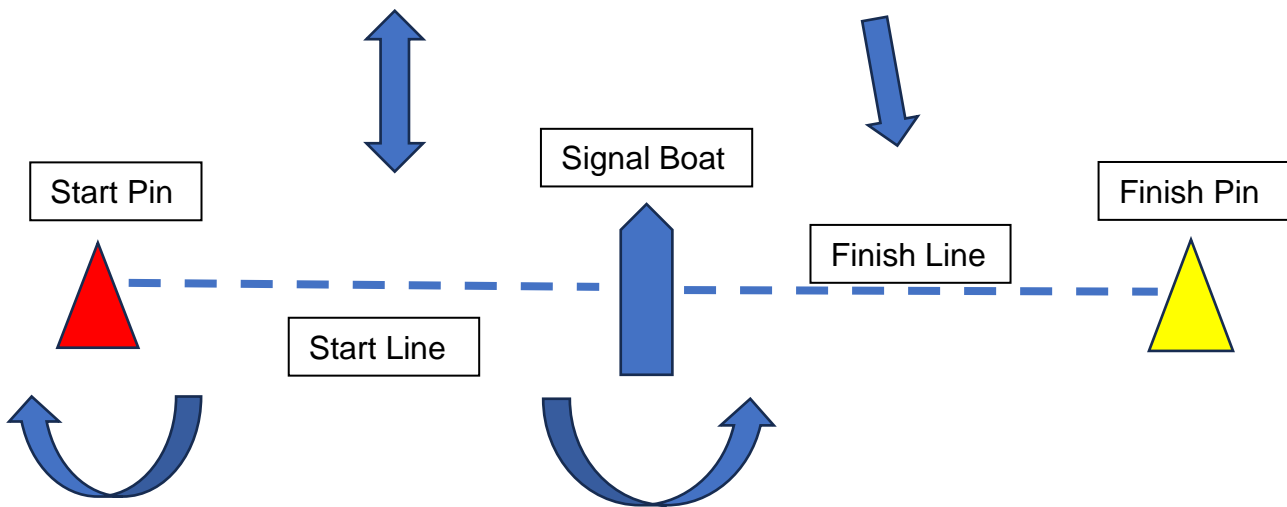 Signal Boat
Start Pin
Finish Pin
Finish Line
Start Line